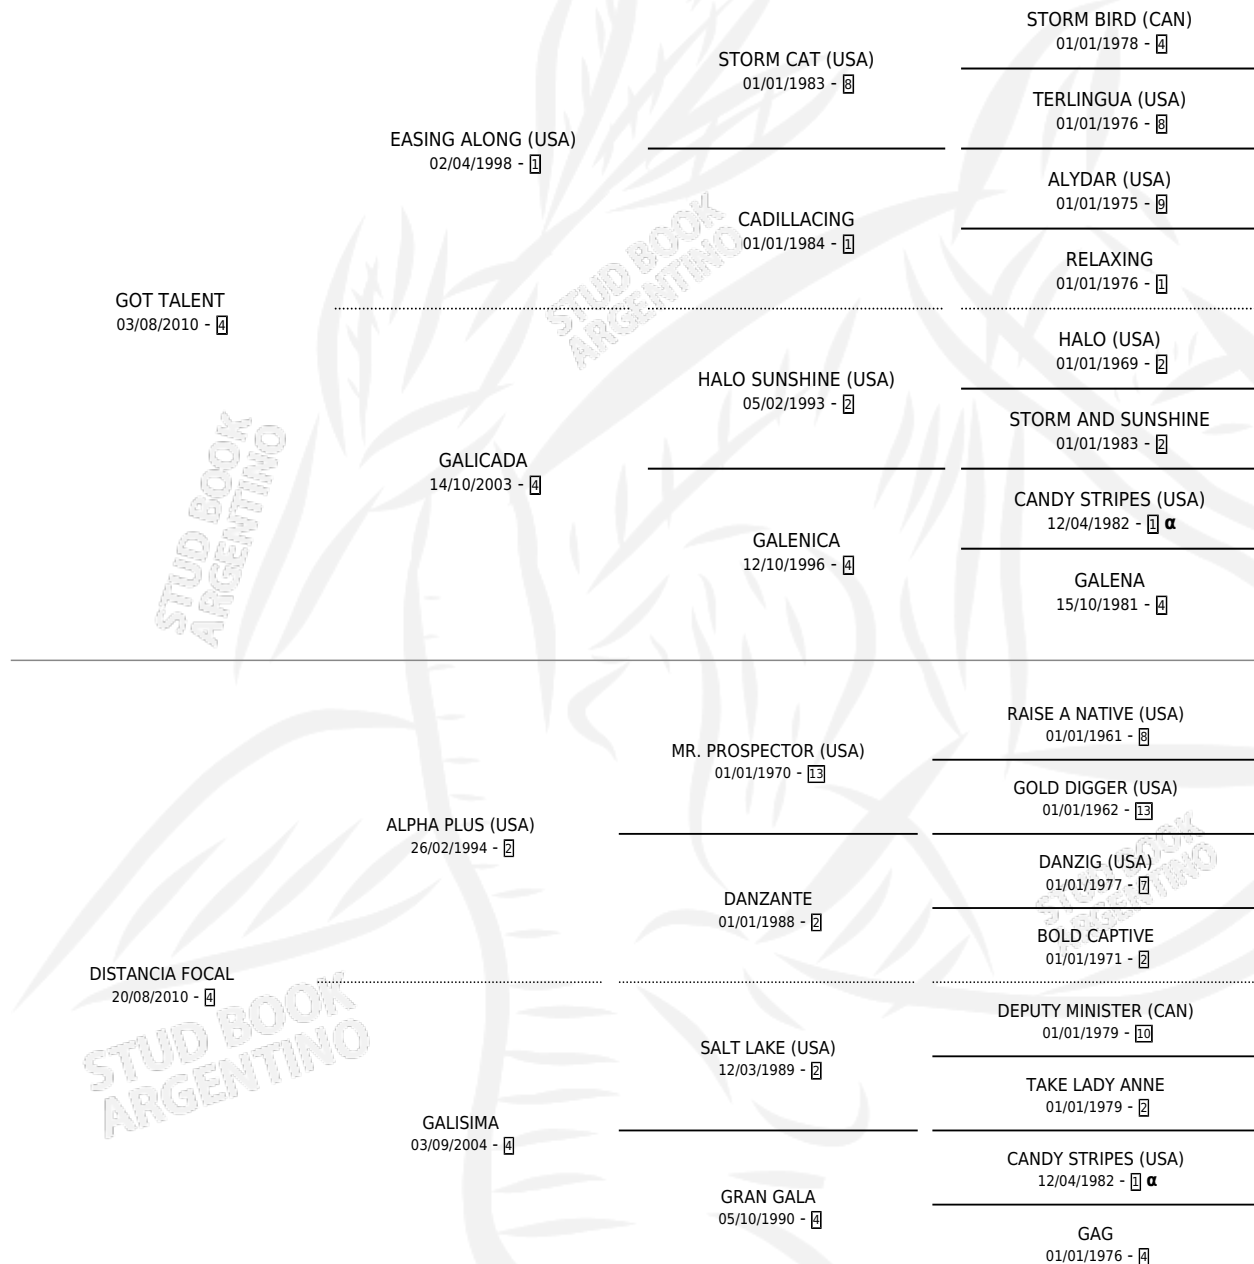 STORM BIRD (CAN)
01/01/1978 - 4
STORM CAT (USA)
01/01/1983 - 8
TERLINGUA (USA)
01/01/1976 - 8
EASING ALONG (USA)
02/04/1998 - 1
ALYDAR (USA)
01/01/1975 - 9
CADILLACING
01/01/1984 - 1
RELAXING
01/01/1976 - 1
GOT TALENT
03/08/2010 - 4
HALO (USA)
01/01/1969 - 2
HALO SUNSHINE (USA)
05/02/1993 - 2
STORM AND SUNSHINE
01/01/1983 - 2
GALICADA
14/10/2003 - 4
CANDY STRIPES (USA)
12/04/1982 - 1 α
GALENICA
12/10/1996 - 4
GALENA
15/10/1981 - 4
STUD BOOK
ARGENTINO
STUD BOOK
ARGENTINO
RAISE A NATIVE (USA)
01/01/1961 - 8
MR. PROSPECTOR (USA)
01/01/1970 - 13
GOLD DIGGER (USA)
01/01/1962 - 13
ALPHA PLUS (USA)
26/02/1994 - 2
DANZIG (USA)
01/01/1977 - 7
DANZANTE
01/01/1988 - 2
BOLD CAPTIVE
01/01/1971 - 2
DISTANCIA FOCAL
20/08/2010 - 4
DEPUTY MINISTER (CAN)
01/01/1979 - 10
SALT LAKE (USA)
12/03/1989 - 2
TAKE LADY ANNE
01/01/1979 - 2
GALISIMA
03/09/2004 - 4
CANDY STRIPES (USA)
12/04/1982 - 1 α
GRAN GALA
05/10/1990 - 4
GAG
01/01/1976 - 4
STUD BOOK
ARGENTINO
STUD BOOK
ARGENTINO